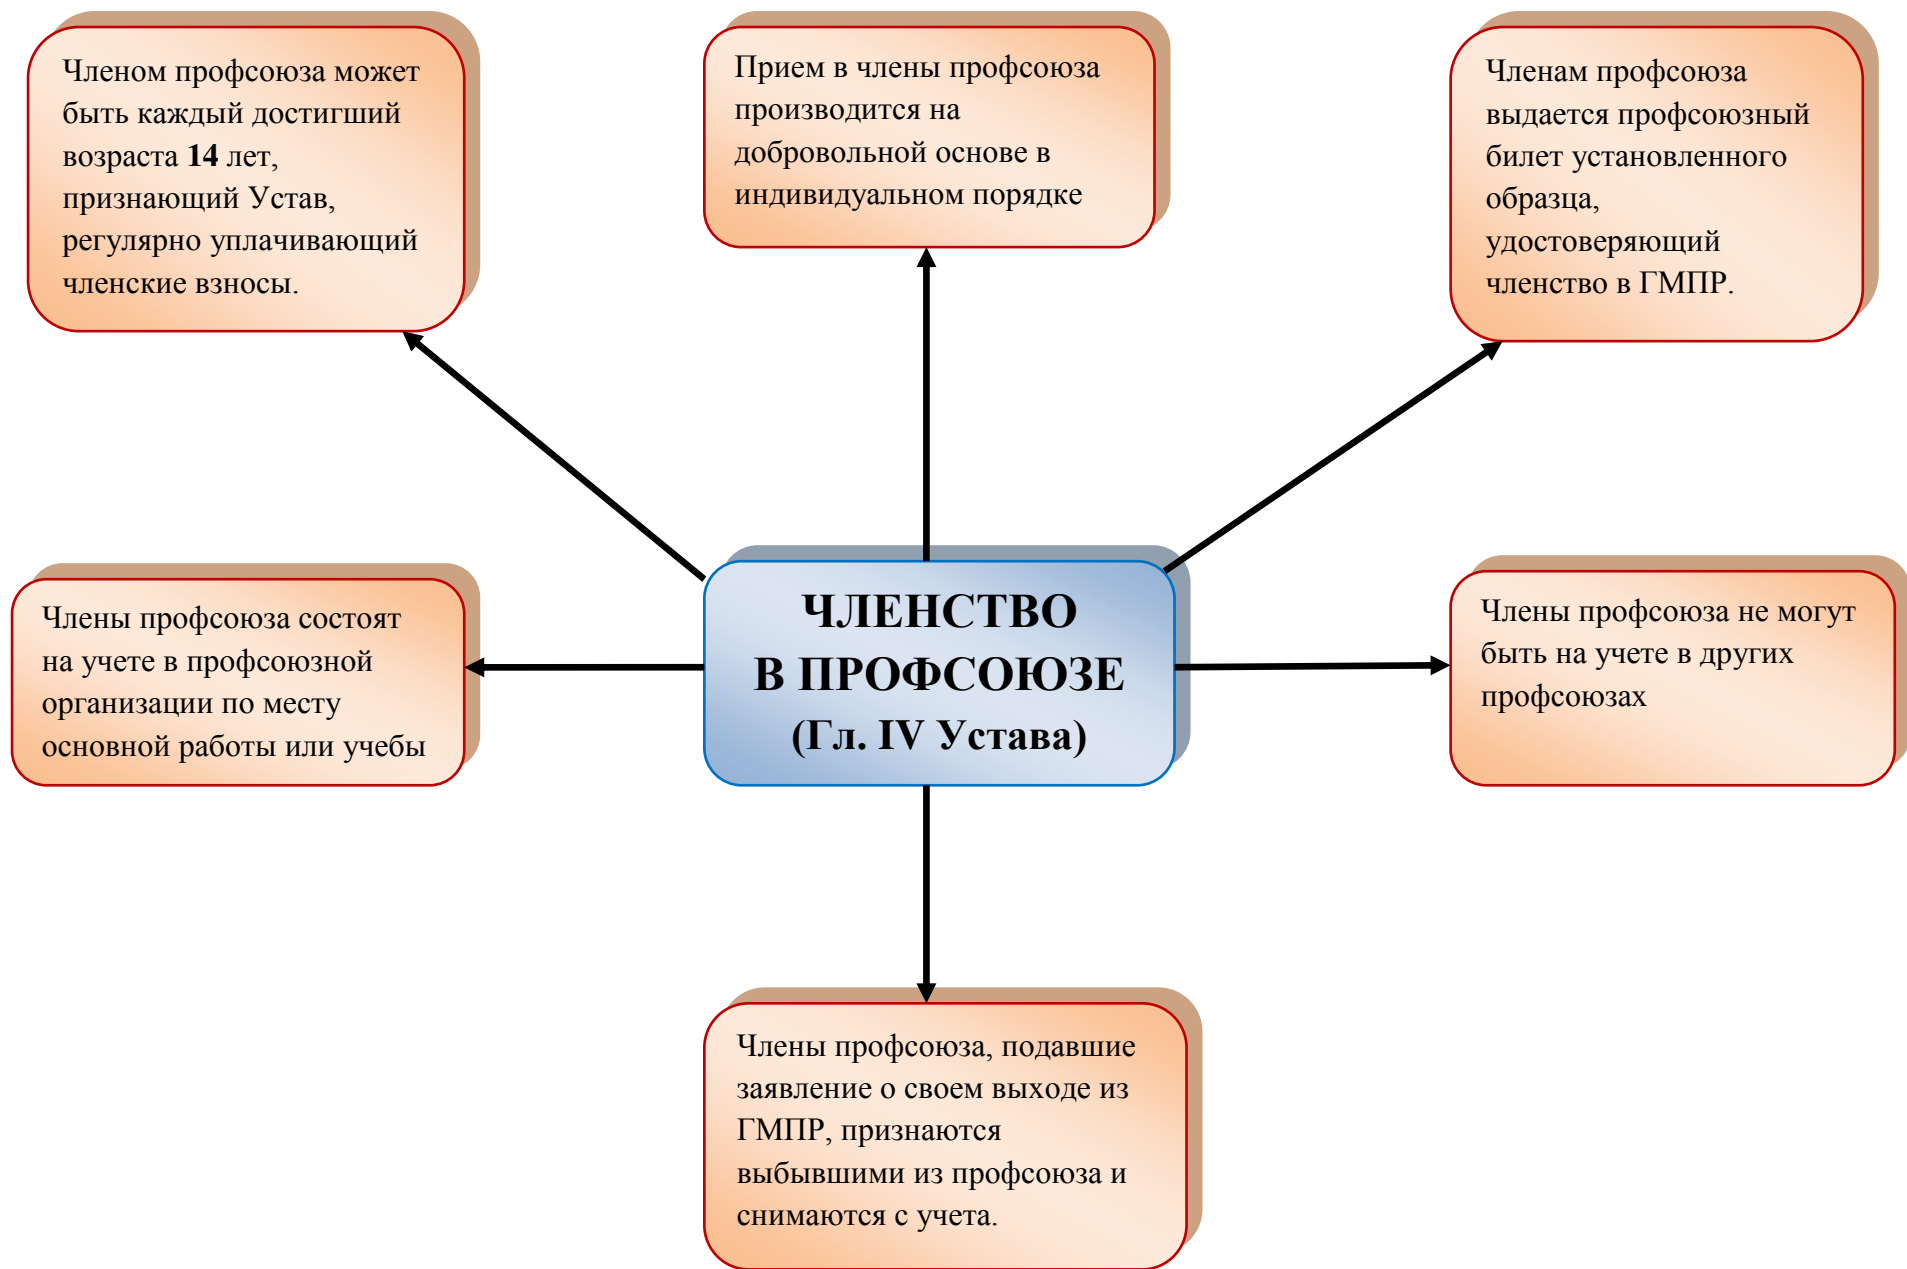 Членом профсоюза может
быть каждый достигший
возраста 14 лет,
признающий Устав,
регулярно уплачивающий
членские взносы.
Прием в члены профсоюза
производится на
добровольной основе в
индивидуальном порядке
Членам профсоюза
выдается профсоюзный
билет установленного
образца,
удостоверяющий
членство в ГМПР.
Члены профсоюза состоят
на учете в профсоюзной
организации по месту
основной работы или учебы
ЧЛЕНСТВО
В ПРОФСОЮЗЕ
(Гл. IV Устава)
Члены профсоюза не могут
быть на учете в других
профсоюзах
Члены профсоюза, подавшие
заявление о своем выходе из
ГМПР, признаются
выбывшими из профсоюза и
снимаются с учета.